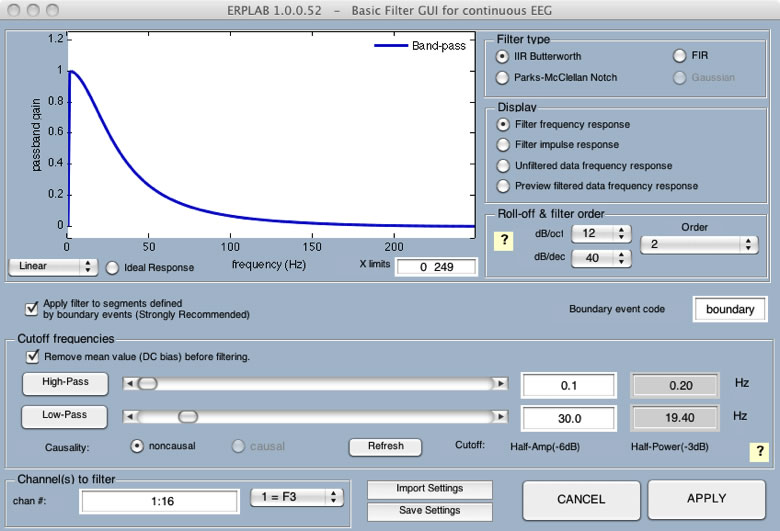 ERPLAB 1.0.0.52 - Basic Filter GUI for continuous EEG
1.2
1
0.8
0.6
0.4
0.2
0
passband gain
Band-pass
0 50 100 150 200
frequency (Hz)
Linear
Ideal Response
X limits
0 249
Filter type
IIR Butterworth
FIR
Parks-McClellan Notch
Gaussian
Display
Filter frequency response
Filter impulse response
Unfiltered data frequency response
Preview filtered data frequency response
Roll-off & filter order
?
dB/oct 12
dB/dec 40
Order
2
Apply filter to segments defined
by boundary events (Strongly Recommended)
Boundary event code
boundary
Cutoff frequencies
Remove mean value (DC bias) before filtering.
High-Pass
0.1
0.20
Hz
Low-Pass
30.0
19.40
Hz
Causality:
noncausal
causal
Refresh
Cutoff:
Half-Amp(-6dB)
Half-Power(-3dB)
?
Channel(s) to filter
chan #:
1:16
1 = F3
Import Settings
Save Settings
CANCEL
APPLY